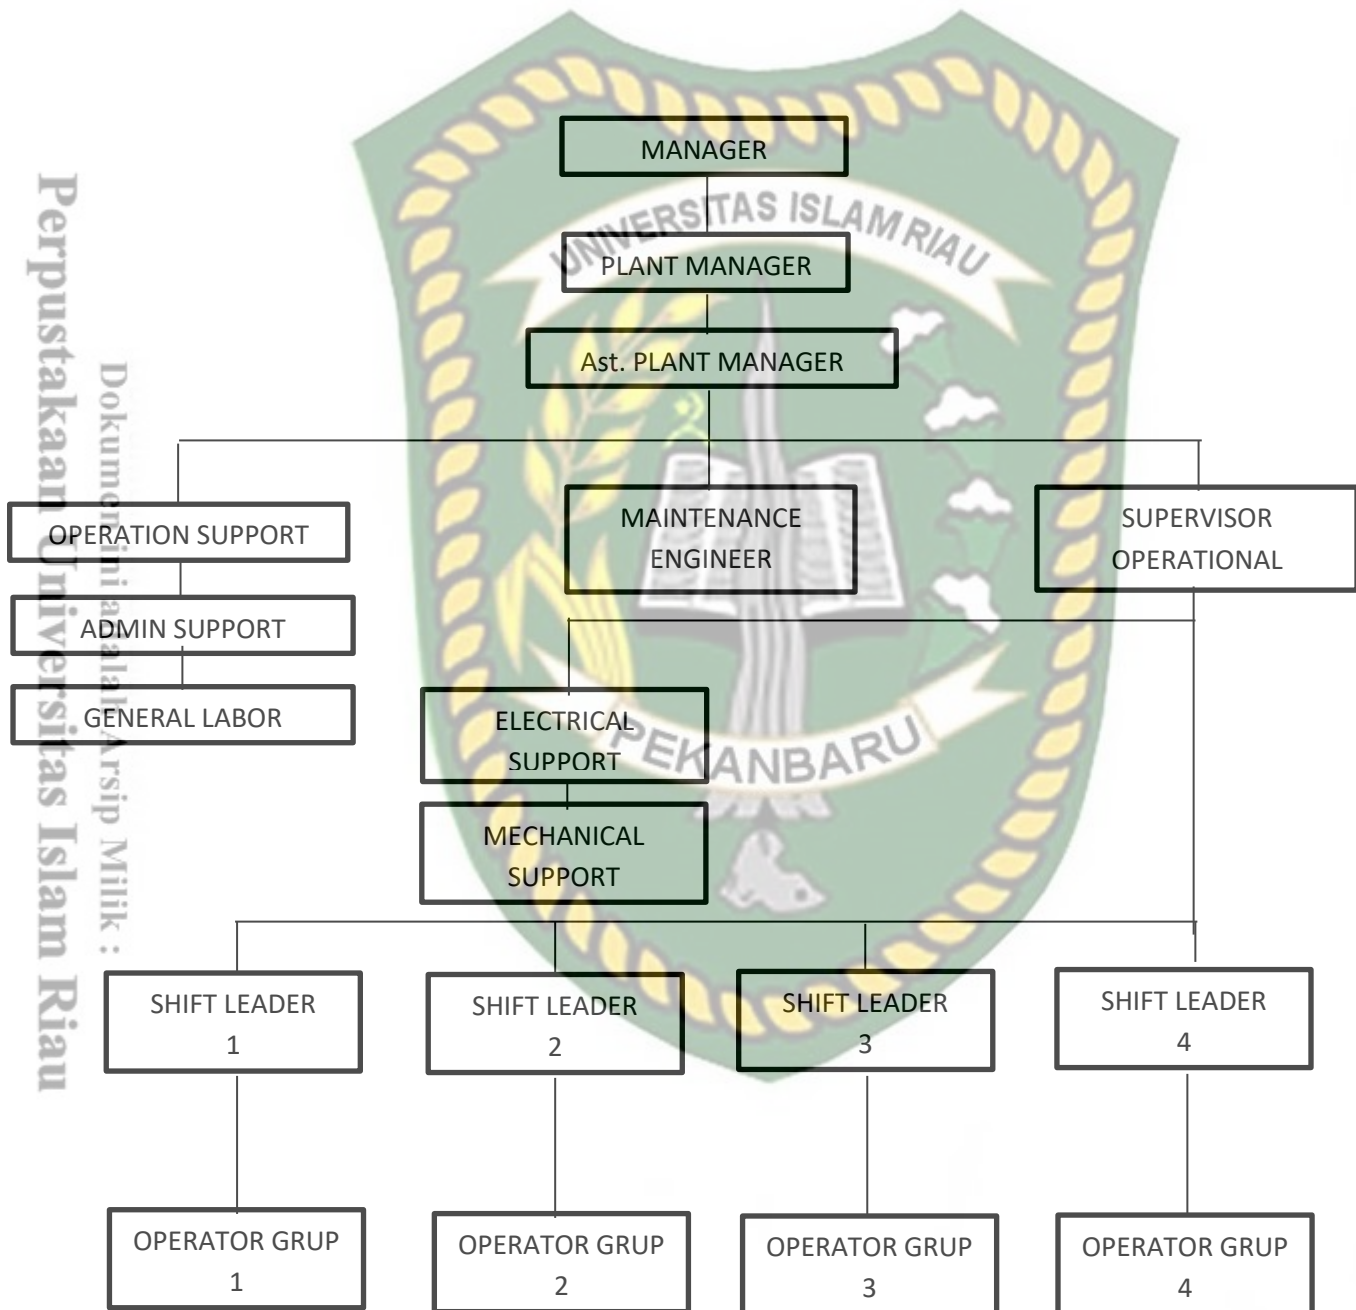 MANAGER
UNIVERSITAS ISLAM RIAU
PLANT MANAGER
Ast. PLANT MANAGER
OPERATION SUPPORT
MAINTENANCE
ENGINEER
SUPERVISOR
OPERATIONAL
ADMIN SUPPORT
GENERAL LABOR
ELECTRICAL
SUPPORT
PEKANBARU
MECHANICAL
SUPPORT
SHIFT LEADER
1
SHIFT LEADER
2
SHIFT LEADER
3
SHIFT LEADER
4
OPERATOR GRUP
1
OPERATOR GRUP
2
OPERATOR GRUP
3
OPERATOR GRUP
4
Dokumen ini adalah Arsip Milik :
Perpustakaan Universitas Islam Riau